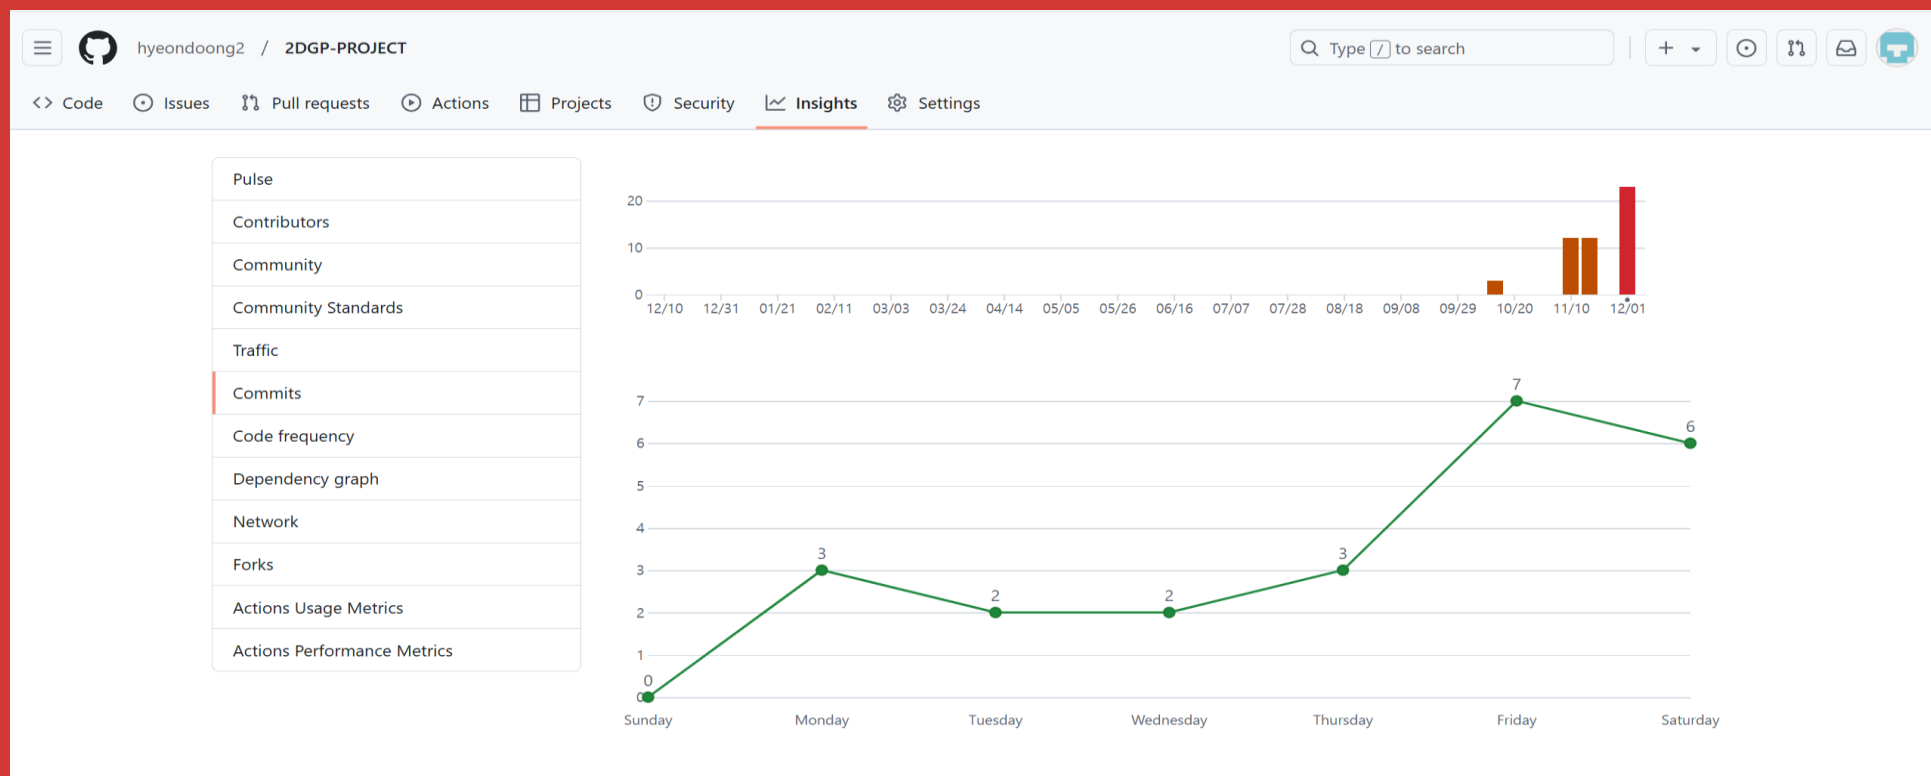 hyeondoong2 / 2DGP-PROJECT
Type / to search
Code Issues Pull requests Actions Projects Security Insights Settings
Pulse
Contributors
Community
Community Standards
Traffic
Commits
Code frequency
Dependency graph
Network
Forks
Actions Usage Metrics
Actions Performance Metrics
20
10
0
12/10 12/31 01/21 02/11 03/03 03/24 04/14 05/05 05/26 06/16 07/07 07/28 08/18 09/08 09/29 10/20 11/10 12/01
7
6
5
4
3
2
1
0
0 3 2 2 3 7 6
Sunday Monday Tuesday Wednesday Thursday Friday Saturday